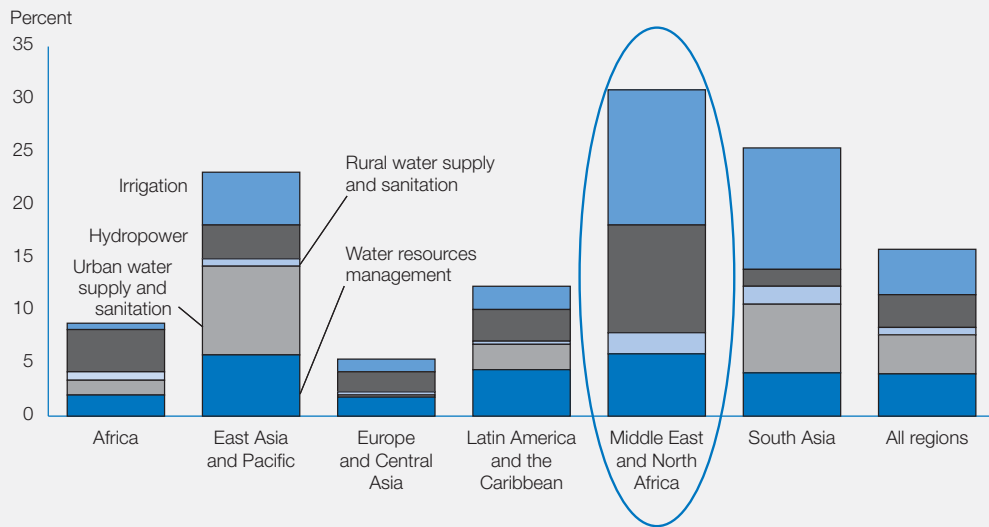 Percent
35
30
25
20
15
10
5
0
Irrigation
Hydropower
Urban water
supply and
sanitation
Rural water supply
and sanitation
Water resources
management
Africa
East Asia
and Pacific
Europe
and Central
Asia
Latin America
and the
Caribbean
Middle East
and North
Africa
South Asia
All regions